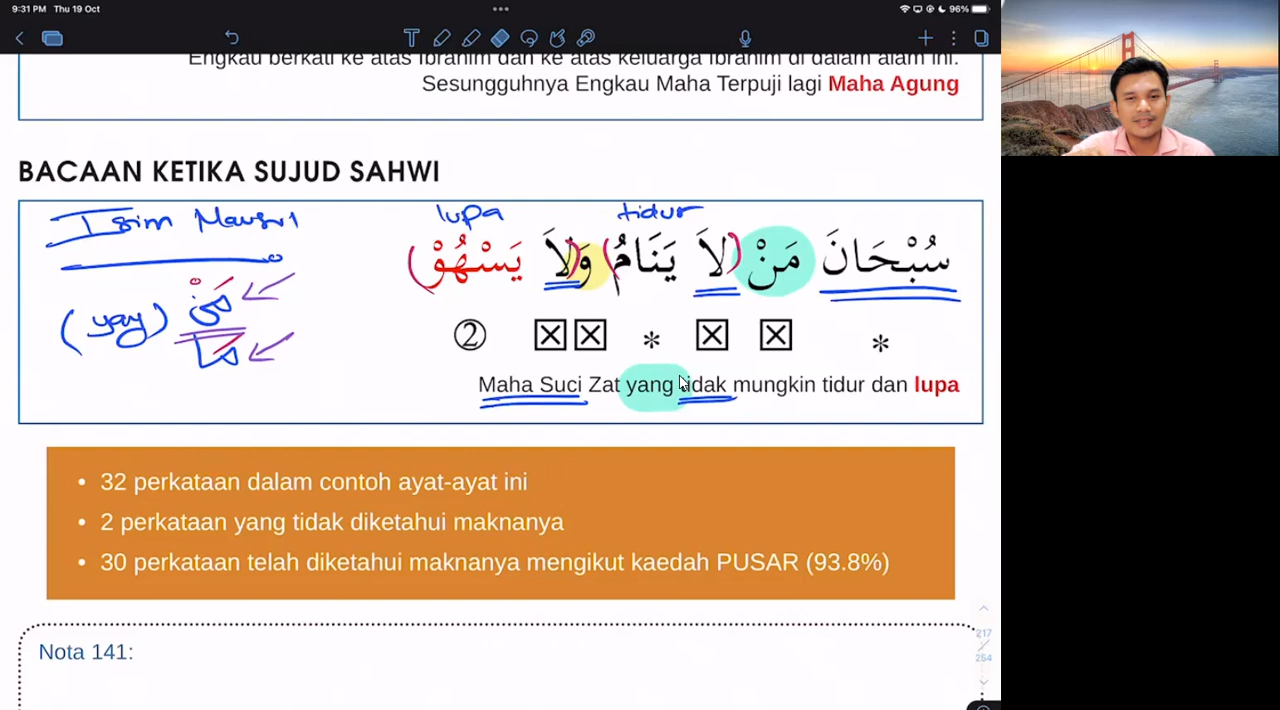 9:31 PM Thu 19 Oct
96%
Engkau berkati ke atas Ibrahim dan ke atas keluarga Ibrahim di dalam alam ini.
Sesungguhnya Engkau Maha Terpuji lagi Maha Agung
BACAAN KETIKA SUJUD SAHWI
Isim Mausul
lupa tidur
سُبْحَانَ مَنْ (لاَ) يَنَامُ (وَلاَ) يَسْهُوْ
(yang) مَنْ
ما
② ☒ ☒ * ☒ ☒ *
Maha Suci Zat yang tidak mungkin tidur dan lupa
• 32 perkataan dalam contoh ayat-ayat ini
• 2 perkataan yang tidak diketahui maknanya
• 30 perkataan telah diketahui maknanya mengikut kaedah PUSAR (93.8%)
Nota 141:
217
264